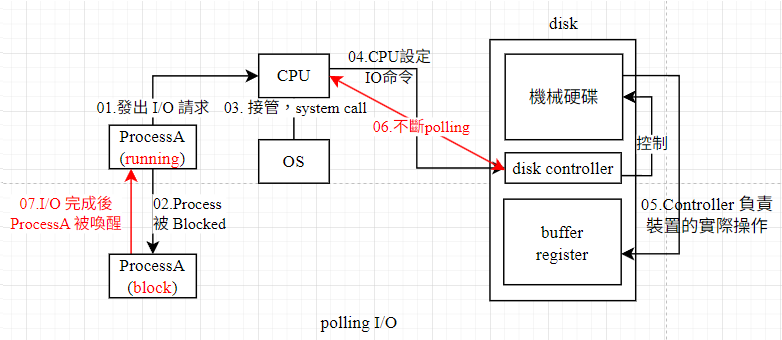 disk
04.CPU設定
IO命令
CPU
機械硬碟
01.發出 I/O 請求
03. 接管，system call
06.不斷polling
ProcessA
(running)
OS
disk controller
控制
07.I/O 完成後
ProcessA 被喚醒
02.Process
被 Blocked
05.Controller 負責
裝置的實際操作
buffer
register
ProcessA
(block)
polling I/O